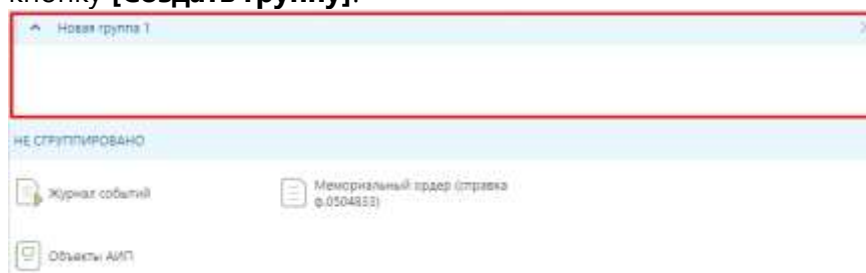 кнопку [Создать группу].
Новая группа 1
НЕ СГРУППИРОВАНО
Журнал событий
Мемориальный ордер (справка
ф.0504833)
Объекты АИП